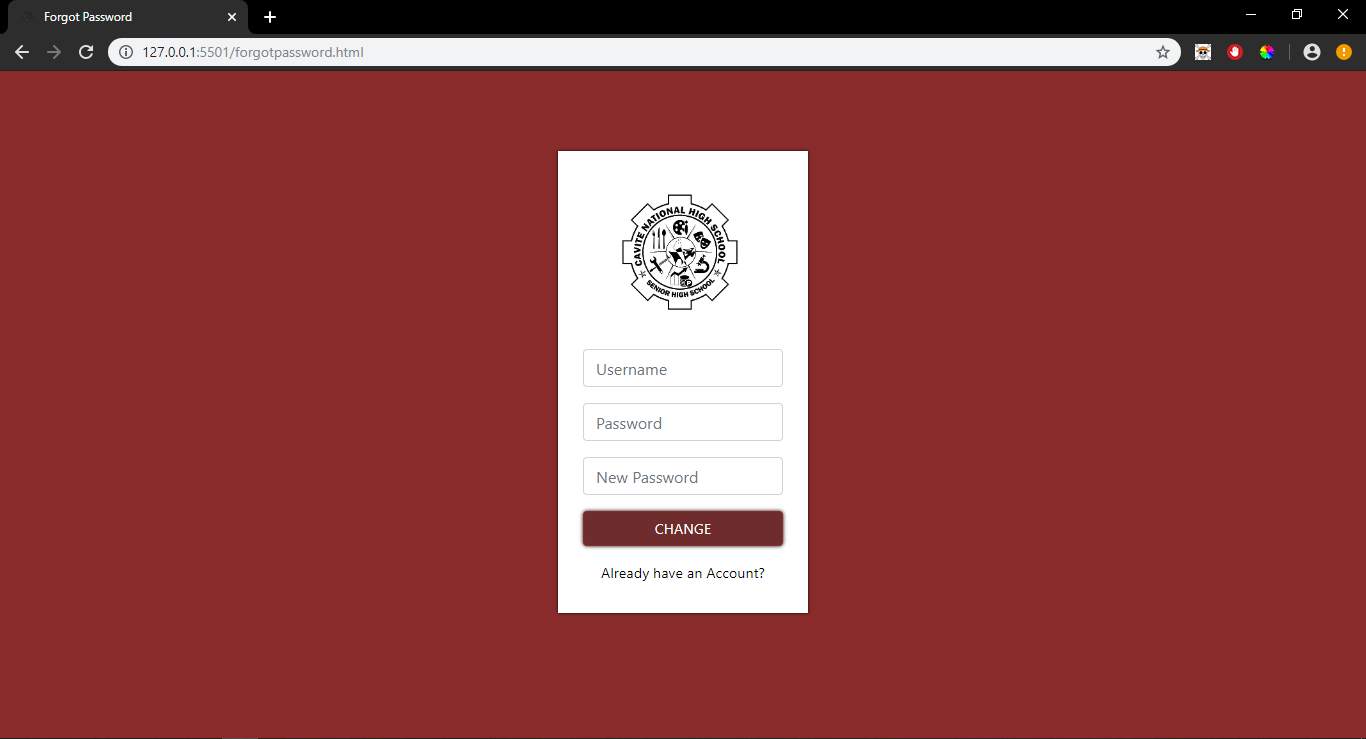 Forgot Password
127.0.0.1:5501/forgotpassword.html
CAVITE NATIONAL HIGH SCHOOL
SENIOR HIGH SCHOOL
Username
Password
New Password
CHANGE
Already have an Account?